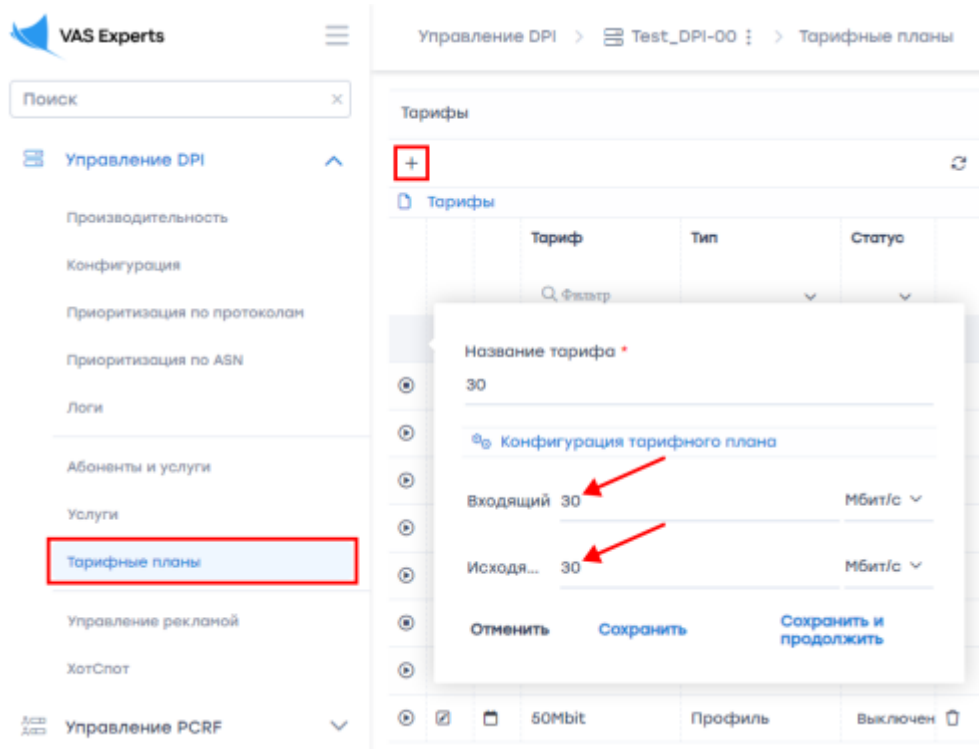 VAS Experts
Управление DPI > Test_DPI-00 > Тарифные планы
Поиск
Управление DPI
Производительность
Конфигурация
Приоритизация по протоколам
Приоритизация по ASN
Логи
Абоненты и услуги
Услуги
Тарифные планы
Управление рекламой
ХотСпот
Управление PCRF
Тарифы
+
Тарифы
Тариф Тип Статус
Фильтр
Название тарифа *
30
Конфигурация тарифного плана
Входящий 30 Мбит/с
Исходя... 30 Мбит/с
Отменить Сохранить Сохранить и
продолжить
50Mbit Профиль Выключен